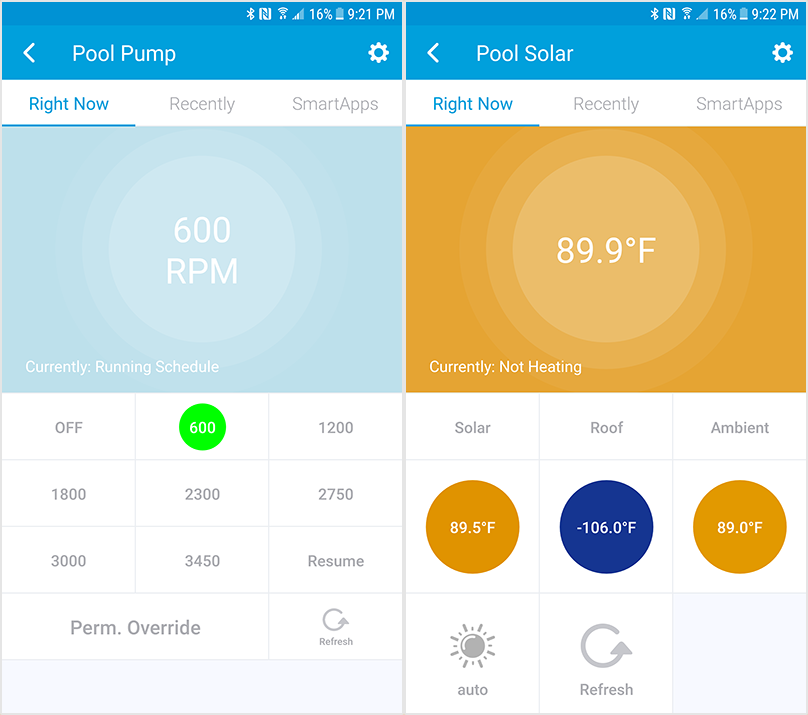 16% 9:21 PM
Pool Pump
Right Now Recently SmartApps
600
RPM
Currently: Running Schedule
OFF 600 1200
1800 2300 2750
3000 3450 Resume
Perm. Override Refresh
16% 9:22 PM
Pool Solar
Right Now Recently SmartApps
89.9°F
Currently: Not Heating
Solar Roof Ambient
89.5°F -106.0°F 89.0°F
auto Refresh